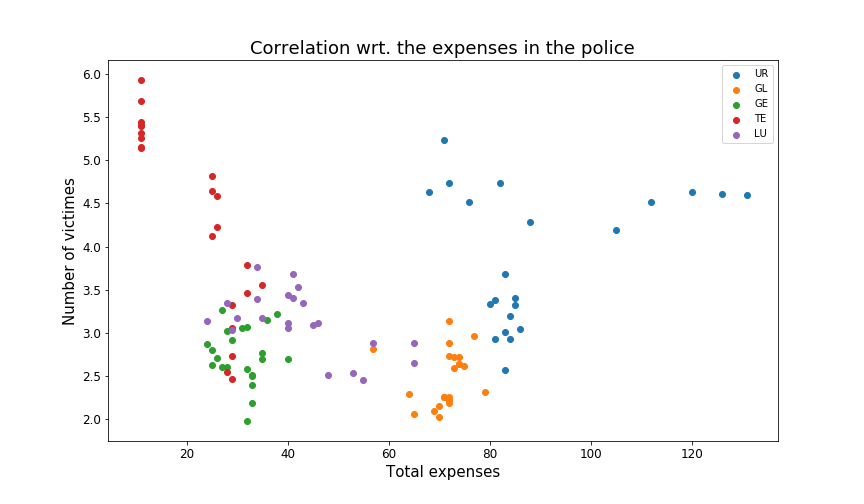 Correlation wrt. the expenses in the police
6.0
5.5
5.0
4.5
4.0
3.5
3.0
2.5
2.0
Number of victimes
UR
GL
GE
TE
LU
20 40 60 80 100 120
Total expenses